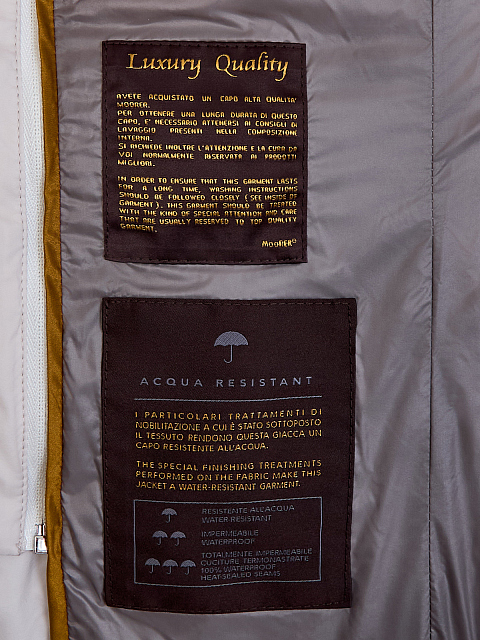 Luxury Quality
AVETE ACQUISTATO UN CAPO ALTA QUALITA'
MOORER.
PER OTTENERE UNA LUNGA DURATA DI QUESTO
CAPO, E' NECESSARIO ATTENERSI AI CONSIGLI DI
LAVAGGIO PRESENTI NELLA COMPOSIZIONE
INTERNA.
SI RICHIEDE INOLTRE L'ATTENZIONE E LA CURA DA
VOI NORMALMENTE RISERVATA AI PRODOTTI
MIGLIORI.
IN ORDER TO ENSURE THAT THIS GARMENT LASTS
FOR A LONG TIME, WASHING INSTRUCTIONS
SHOULD BE FOLLOWED CLOSELY (SEE INSIDE OF
GARMENT). THIS GARMENT SHOULD BE TREATED
WITH THE KIND OF SPECIAL ATTENTION AND CARE
THAT ARE USUALLY RESERVED TO TOP QUALITY
GARMENT.
MOORER®
ACQUA RESISTANT
I PARTICOLARI TRATTAMENTI DI
NOBILITAZIONE A CUI È STATO SOTTOPOSTO
IL TESSUTO RENDONO QUESTA GIACCA UN
CAPO RESISTENTE ALL'ACQUA.
THE SPECIAL FINISHING TREATMENTS
PERFORMED ON THE FABRIC MAKE THIS
JACKET A WATER-RESISTANT GARMENT.
RESISTENTE ALL'ACQUA
WATER-RESISTANT
IMPERMEABILE
WATERPROOF
TOTALMENTE IMPERMEABILE
CUCITURE TERMONASTRATE
100% WATERPROOF
HEAT-SEALED SEAMS